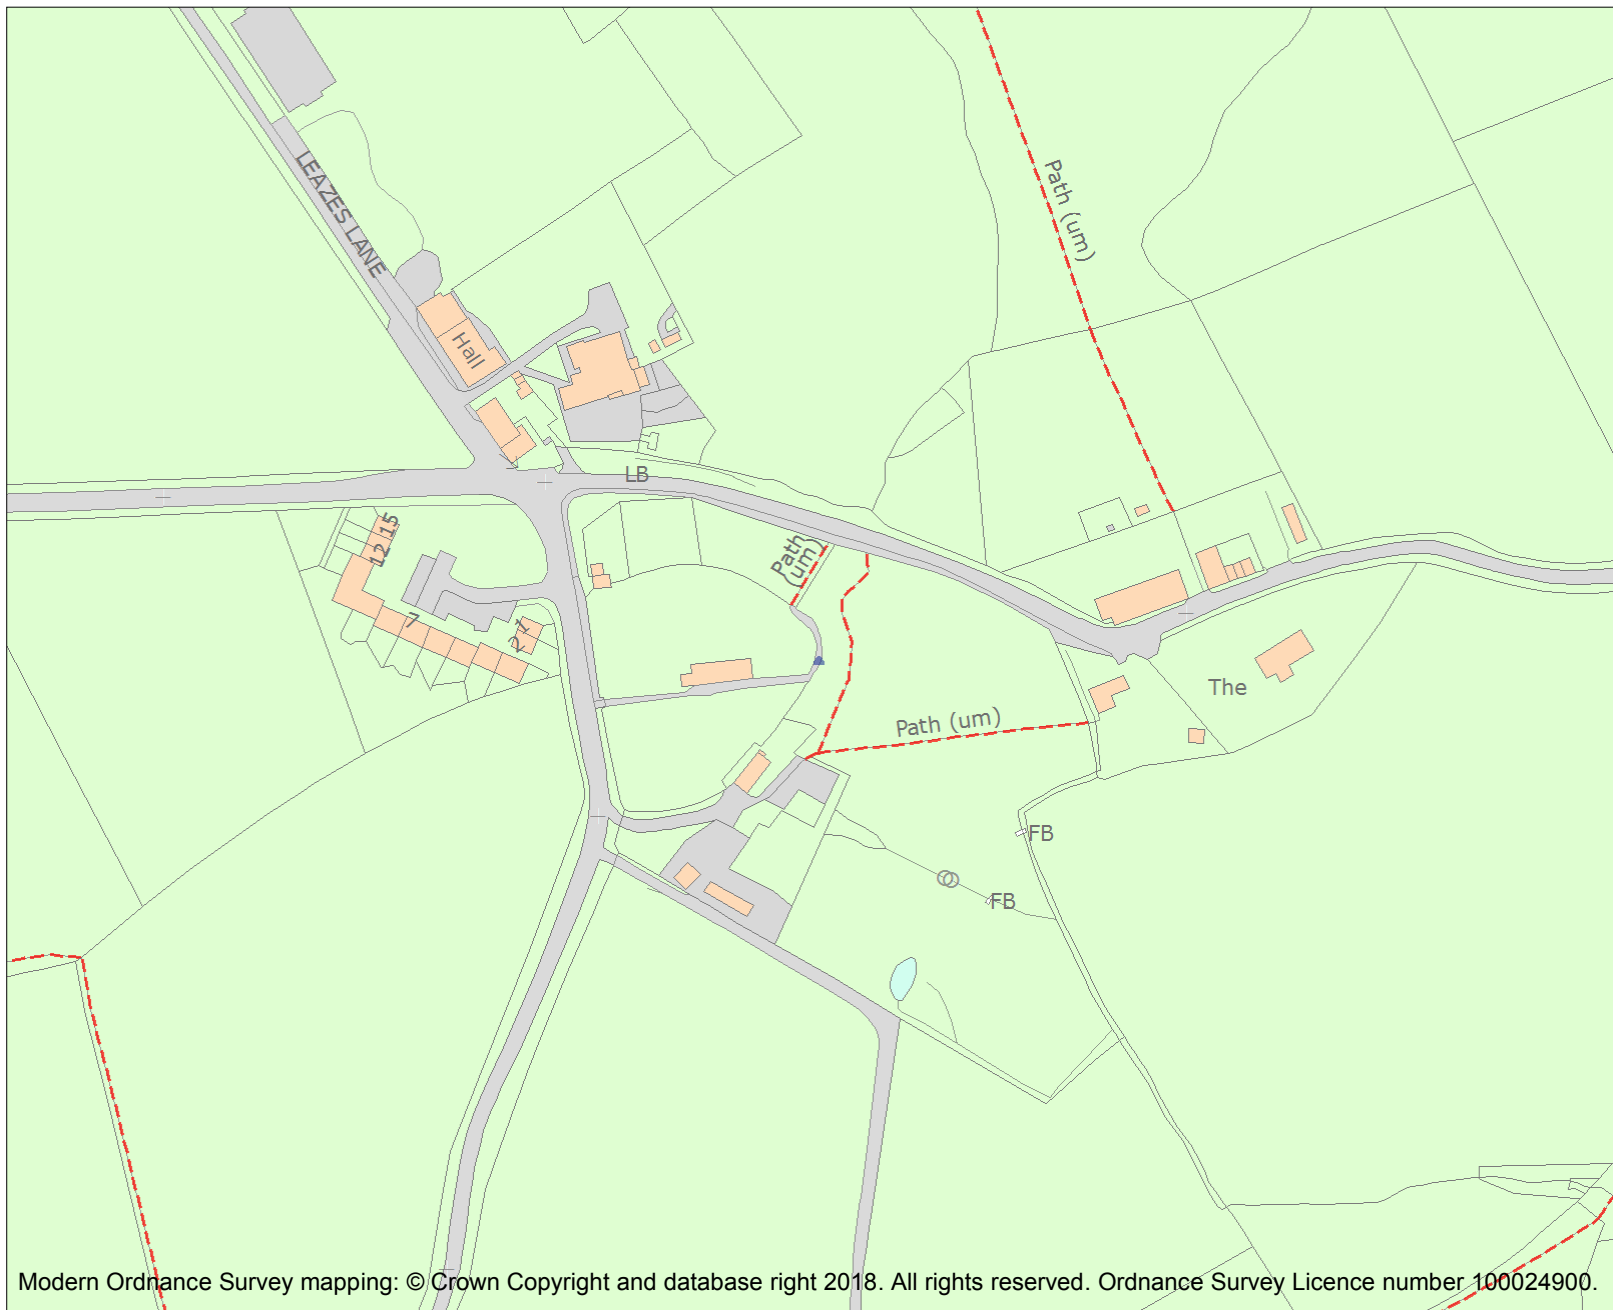 LEAZES LANE
Path (um)
Hall
LB
15
12
Path
(um)
7
1
2
The
Path (um)
FB
FB
Modern Ordnance Survey mapping: © Crown Copyright and database right 2018. All rights reserved. Ordnance Survey Licence number 100024900.